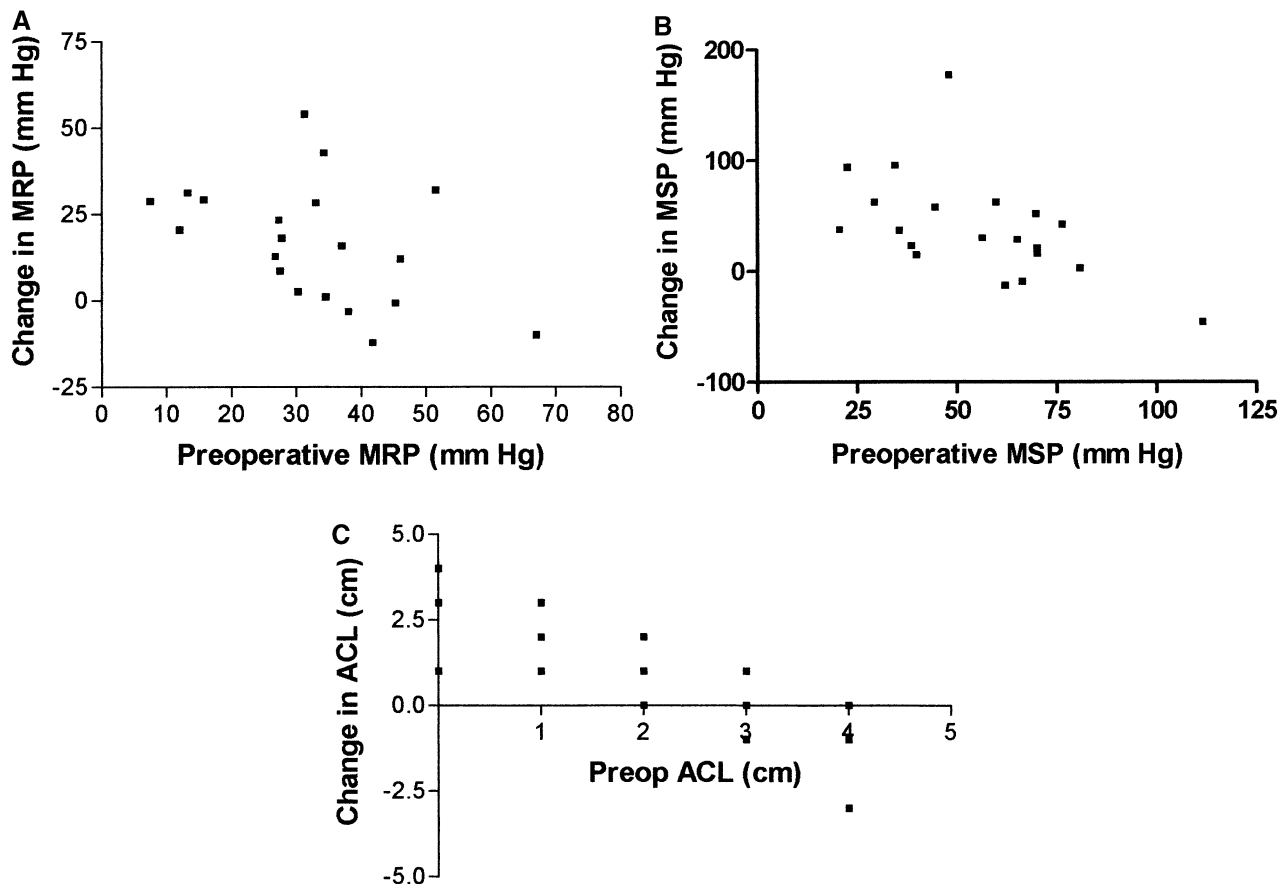 A
Change in MRP (mm Hg)
75
50
25
0
-25
0 10 20 30 40 50 60 70 80
Preoperative MRP (mm Hg)
B
Change in MSP (mm Hg)
200
100
0
-100
0 25 50 75 100 125
Preoperative MSP (mm Hg)
C
Change in ACL (cm)
5.0
2.5
0.0
-2.5
-5.0
1 2 3 4 5
Preop ACL (cm)